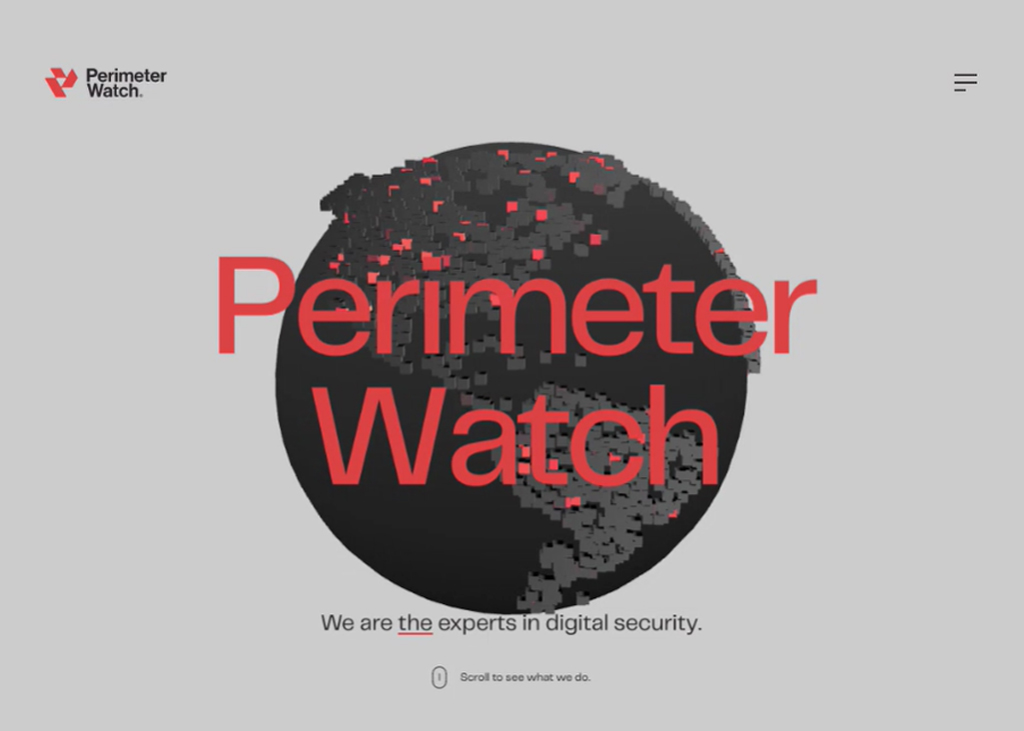 Perimeter
Watch.
Perimeter
Watch
We are the experts in digital security.
Scroll to see what we do.